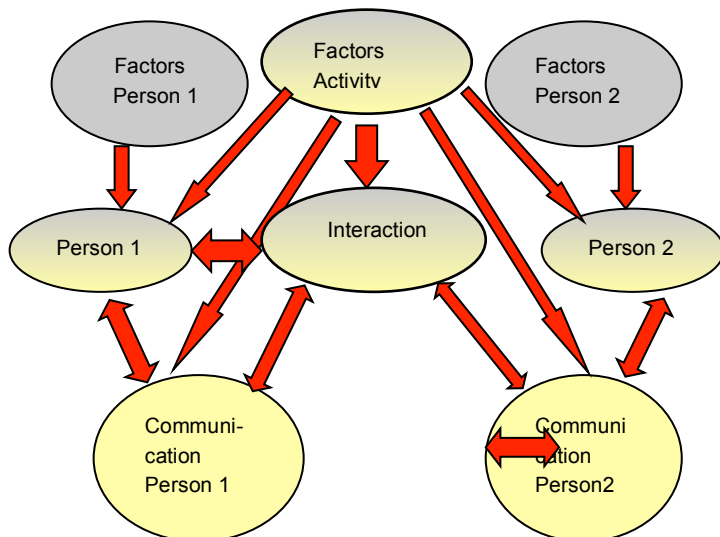 Factors
Person 1
Factors
Activity
Factors
Person 2
Person 1
Interaction
Person 2
Communi-
cation
Person 1
Communi
cation
Person2